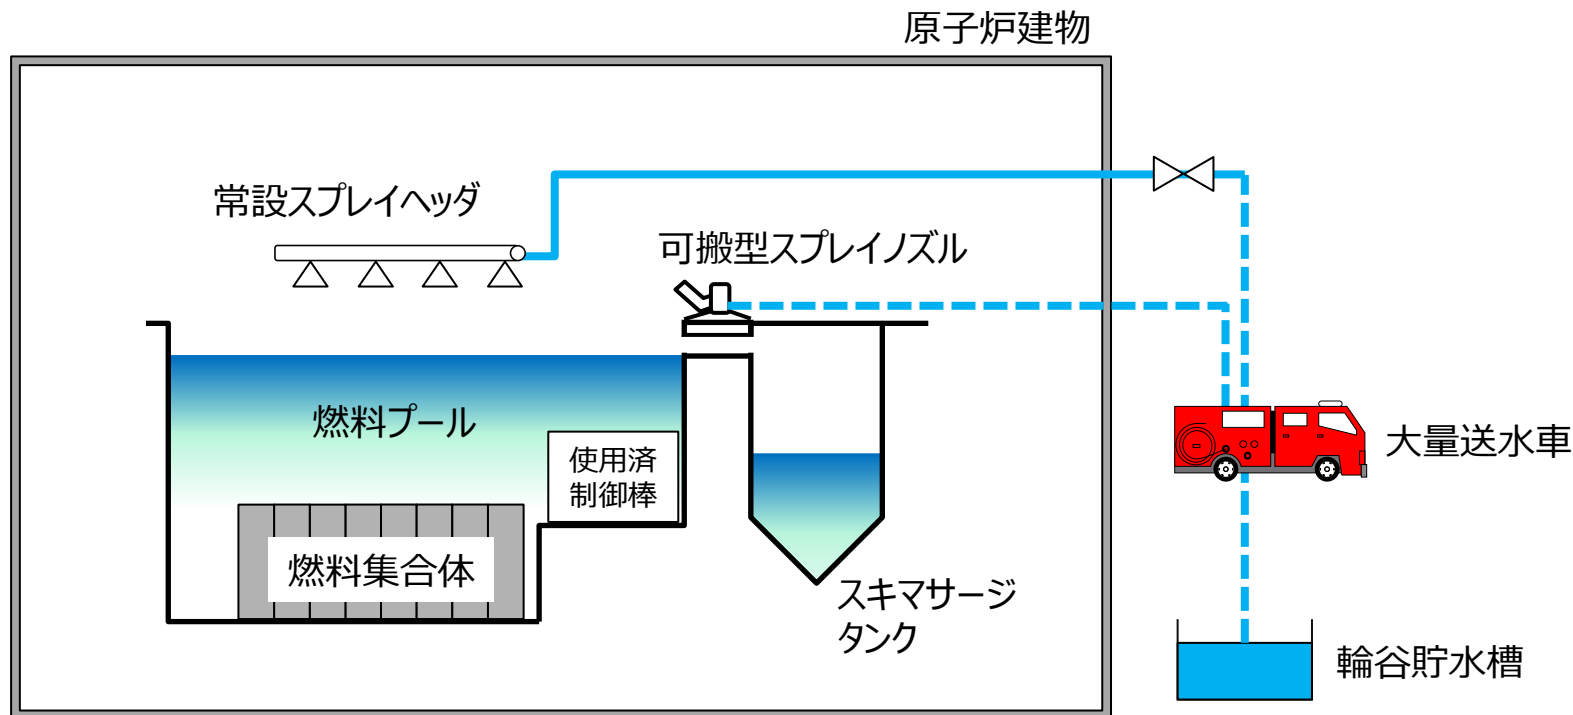 原子炉建物
常設スプレイヘッダ
可搬型スプレイノズル
燃料プール
使用済
制御棒
大量送水車
燃料集合体
スキマサージ
タンク
輪谷貯水槽